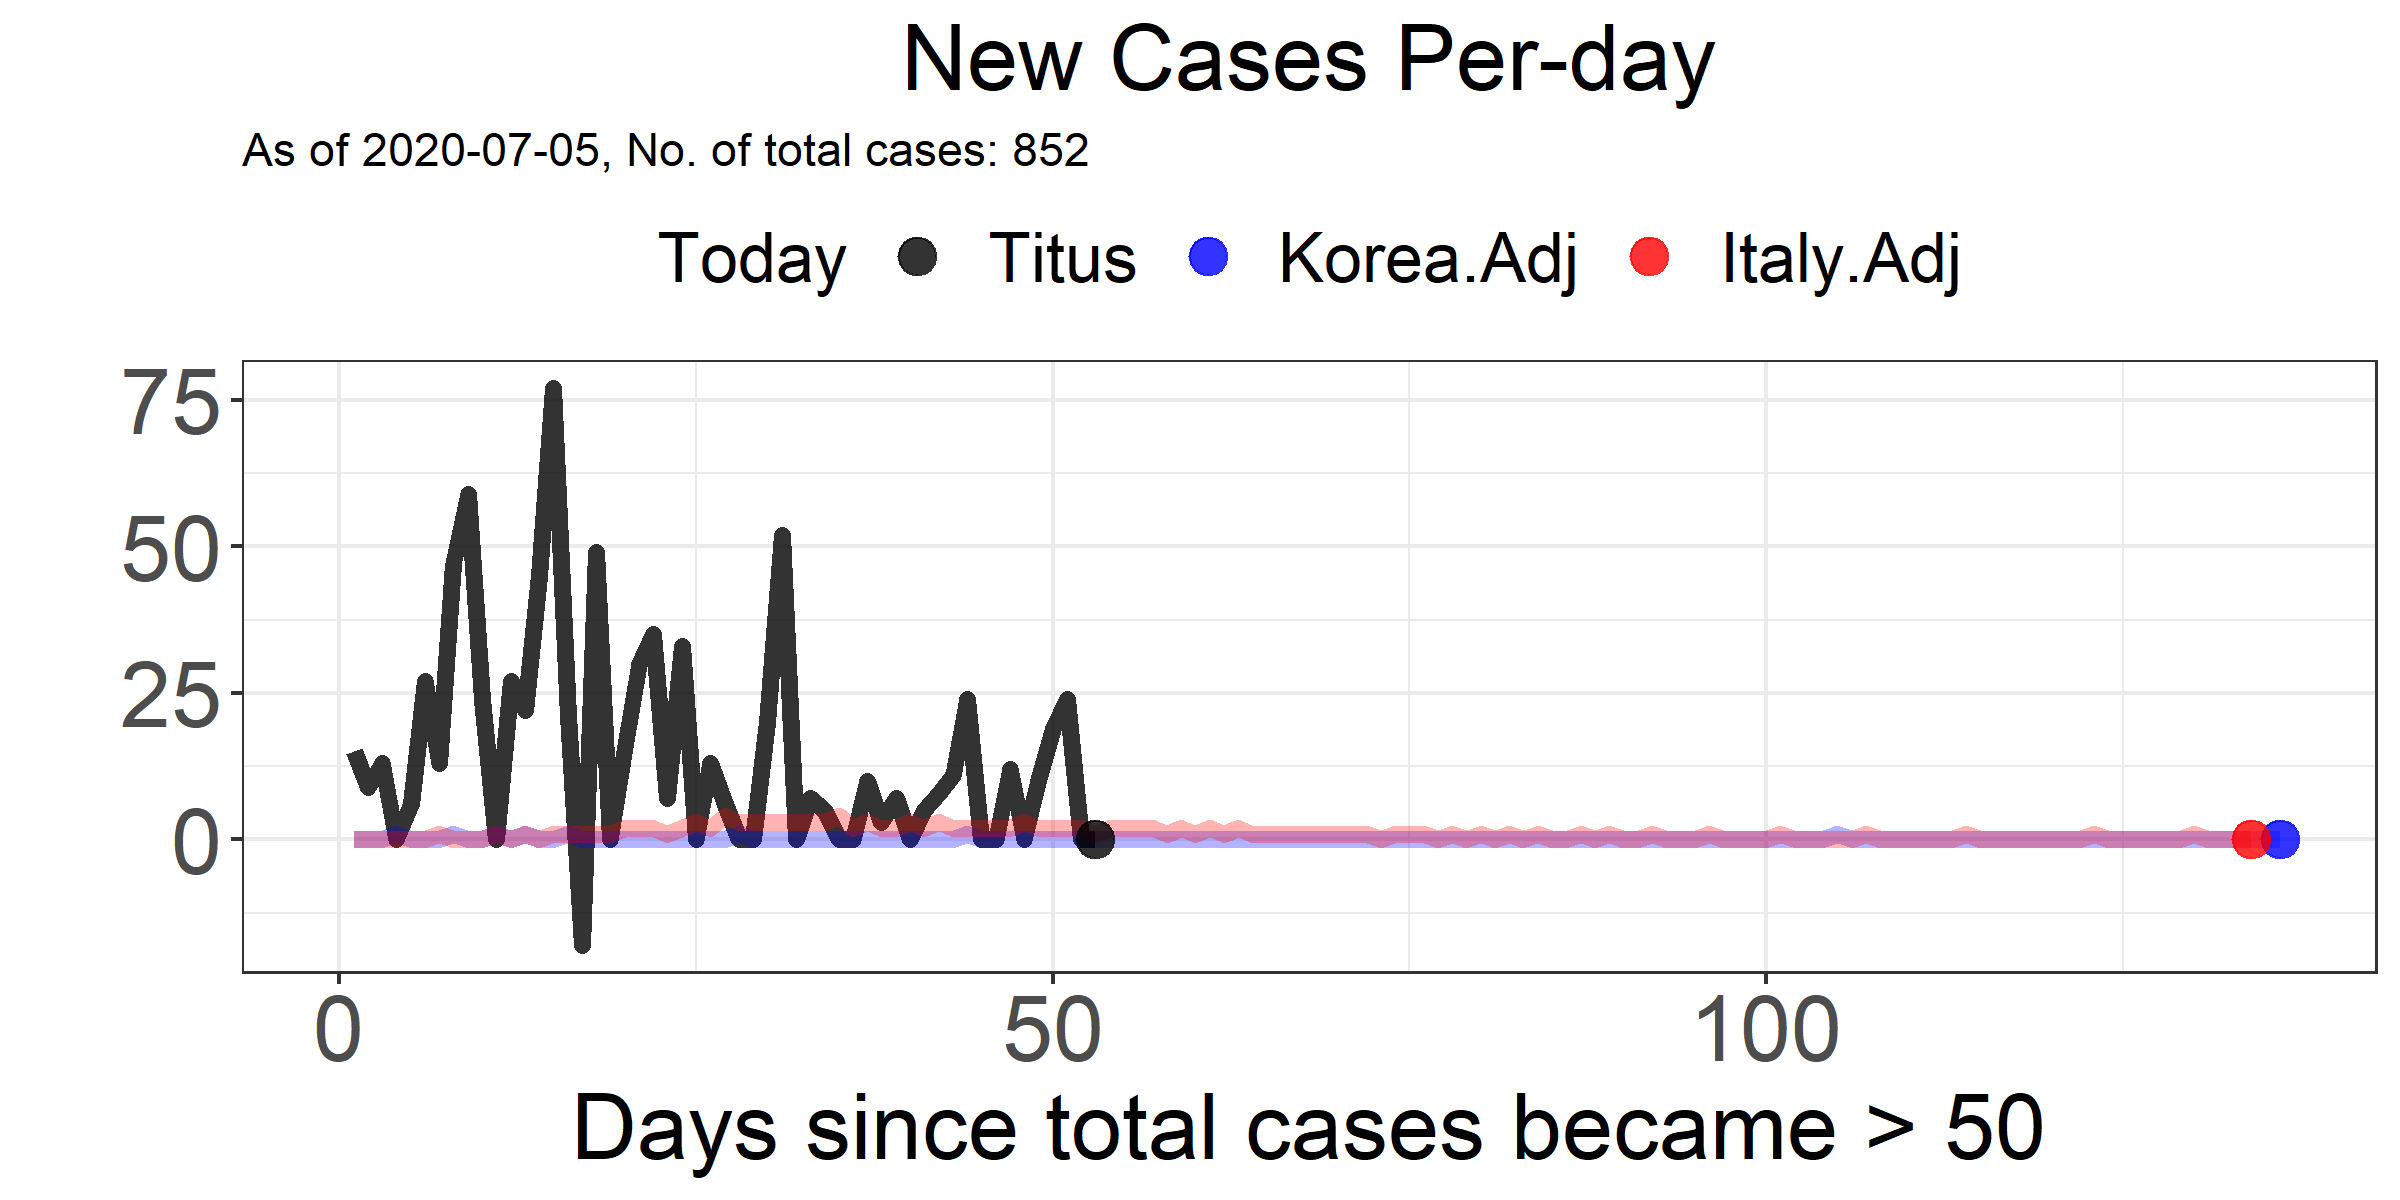 New Cases Per-day
As of 2020-07-05, No. of total cases: 852
Today Titus Korea.Adj Italy.Adj
75
50
25
0
0 50 100
Days since total cases became > 50